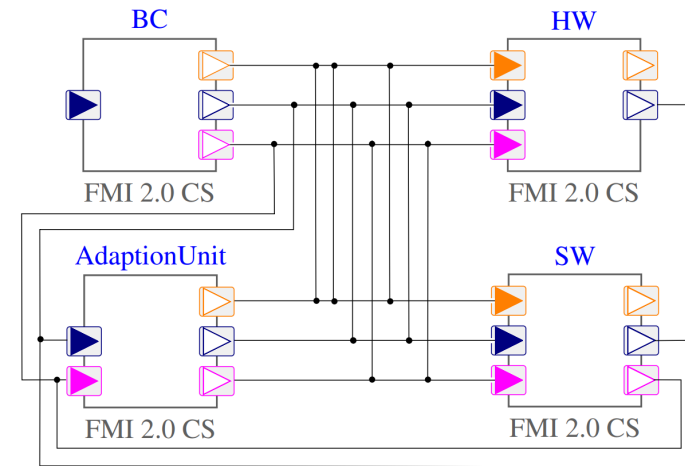 BC
HW
FMI 2.0 CS
FMI 2.0 CS
AdaptionUnit
SW
FMI 2.0 CS
FMI 2.0 CS